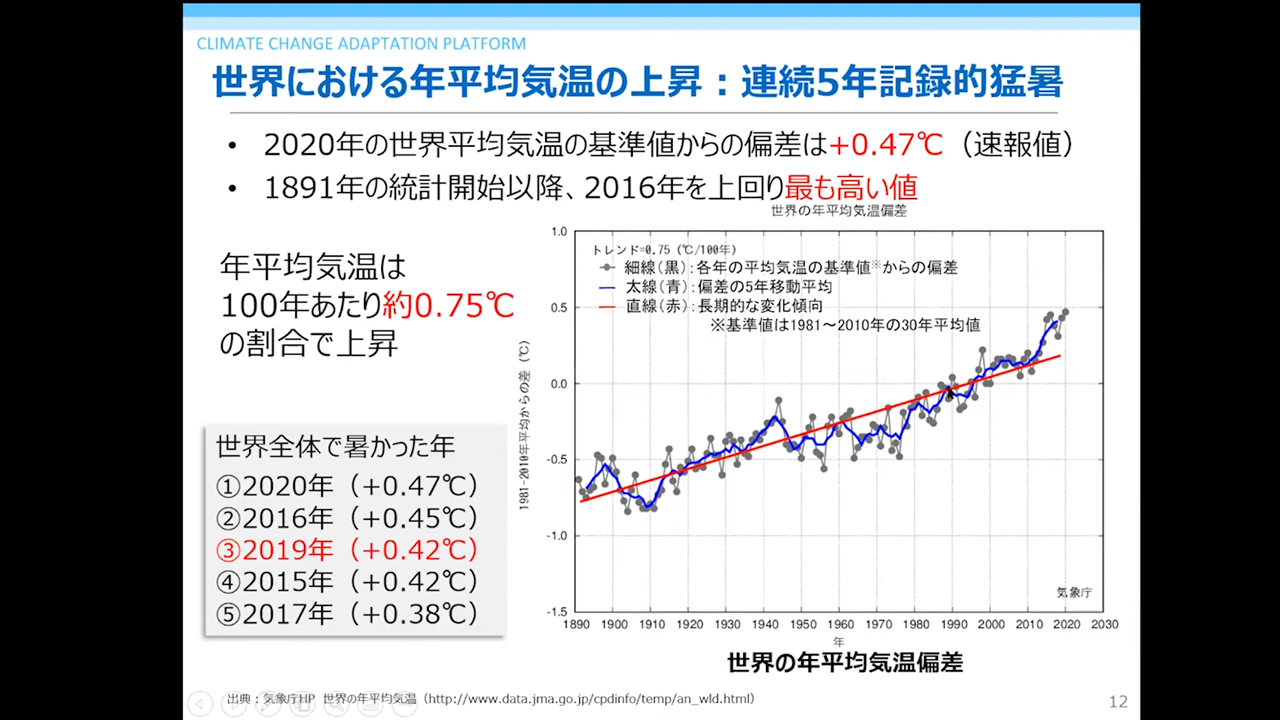 CLIMATE CHANGE ADAPTATION PLATFORM
世界における年平均気温の上昇：連続5年記録的猛暑
• 2020年の世界平均気温の基準値からの偏差は+0.47℃（速報値）
• 1891年の統計開始以降、2016年を上回り最も高い値
年平均気温は
100年あたり約0.75℃
の割合で上昇
世界全体で暑かった年
①2020年（+0.47℃）
②2016年（+0.45℃）
③2019年（+0.42℃）
④2015年（+0.42℃）
⑤2017年（+0.38℃）
世界の年平均気温偏差
トレンド=0.75（℃/100年）
細線（黒）：各年の平均気温の基準値※からの偏差
太線（青）：偏差の5年移動平均
直線（赤）：長期的な変化傾向
※基準値は1981～2010年の30年平均値
1981-2010年平均からの差（℃）
1.0
0.5
0.0
-0.5
-1.0
-1.5
気象庁
1890 1900 1910 1920 1930 1940 1950 1960 1970 1980 1990 2000 2010 2020 2030
年
世界の年平均気温偏差
出典：気象庁HP 世界の年平均気温（http://www.data.jma.go.jp/cpdinfo/temp/an_wld.html）
12